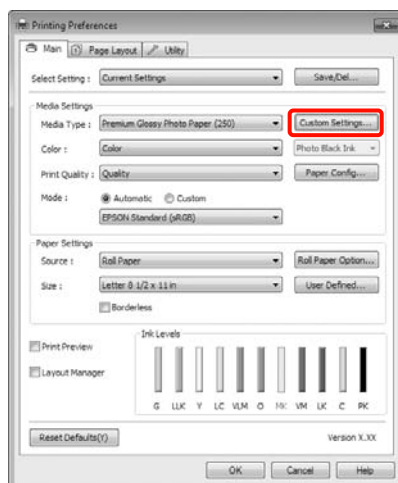 Printing Preferences
Main Page Layout Utility
Select Setting : Current Settings Save/Del...
Media Settings
Media Type : Premium Glossy Photo Paper (250) Custom Settings...
Color : Color Photo Black Ink
Print Quality : Quality Paper Config...
Mode : Automatic Custom
EPSON Standard (sRGB)
Paper Settings
Source : Roll Paper Roll Paper Option...
Size : Letter 8 1/2 x 11 in User Defined...
Borderless
Ink Levels
Print Preview
Layout Manager
G LLK Y LC VLM O MK VM LK C PK
Reset Defaults(Y) Version X.XX
OK Cancel Help